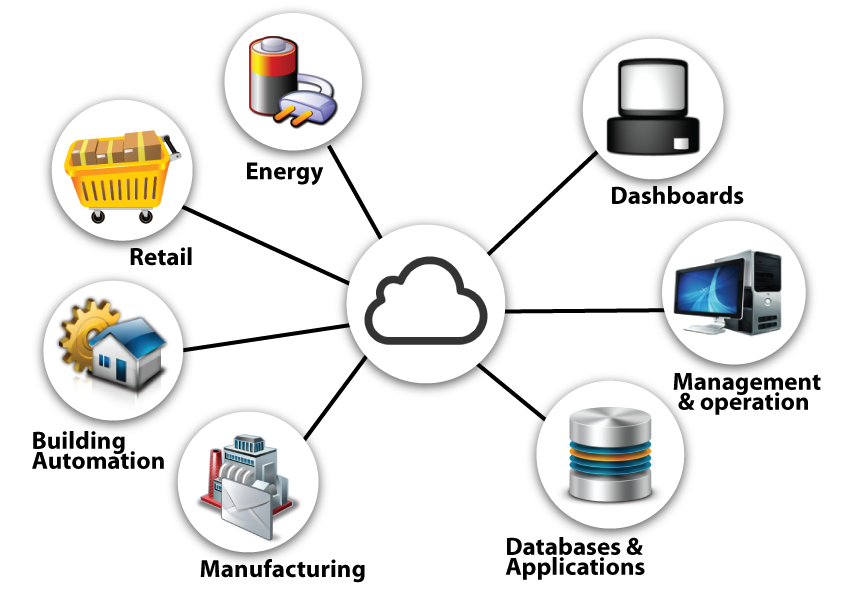 Energy
Dashboards
Retail
Management
& operation
Building
Automation
Databases &
Applications
Manufacturing